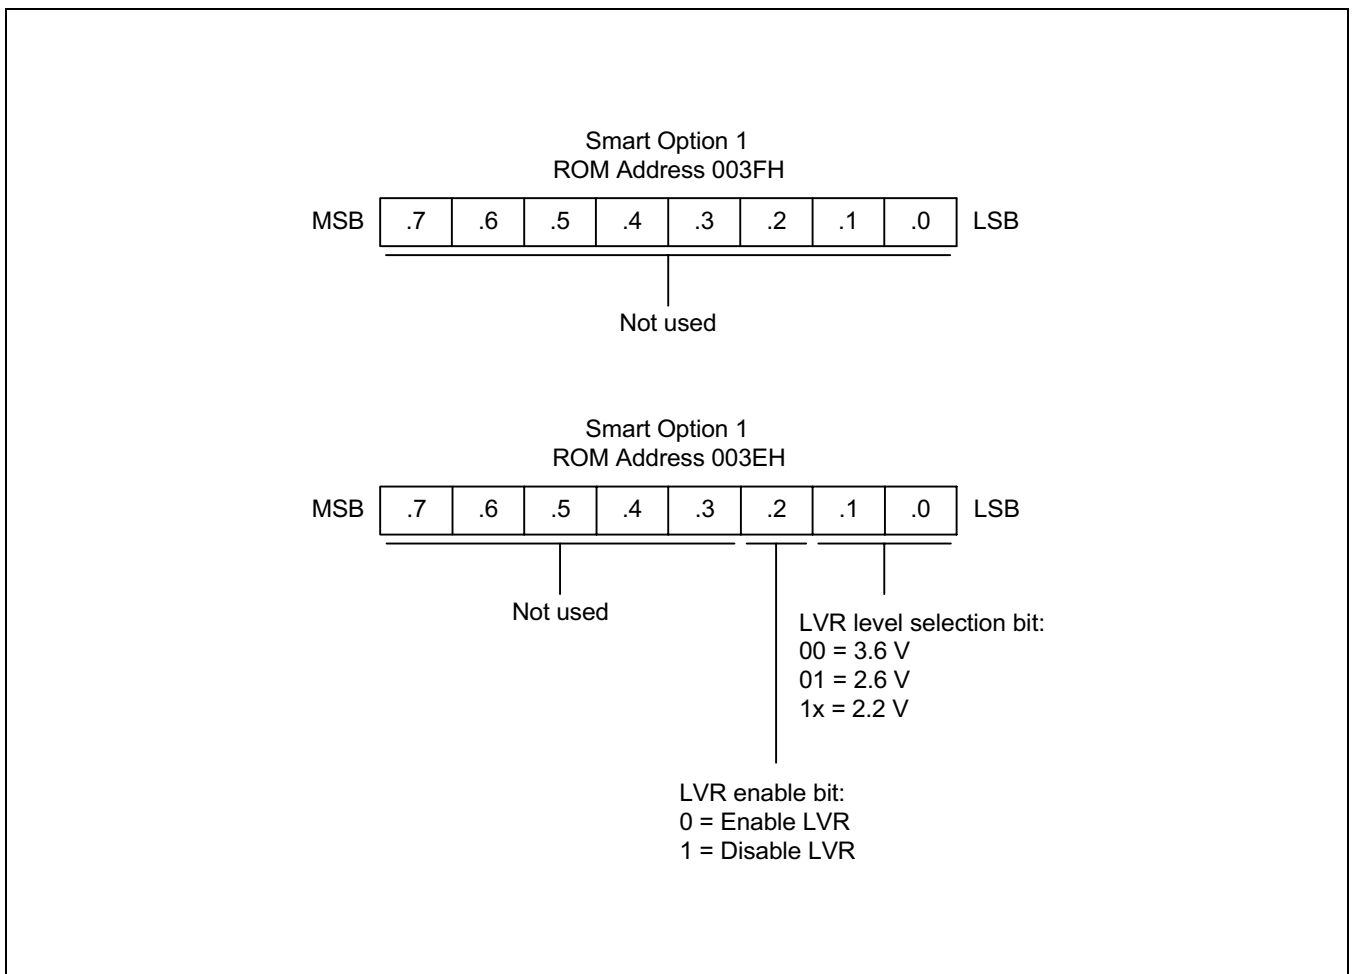 Smart Option 1
ROM Address 003FH
MSB .7 .6 .5 .4 .3 .2 .1 .0 LSB
Not used
Smart Option 1
ROM Address 003EH
MSB .7 .6 .5 .4 .3 .2 .1 .0 LSB
Not used
LVR level selection bit:
00 = 3.6 V
01 = 2.6 V
1x = 2.2 V
LVR enable bit:
0 = Enable LVR
1 = Disable LVR